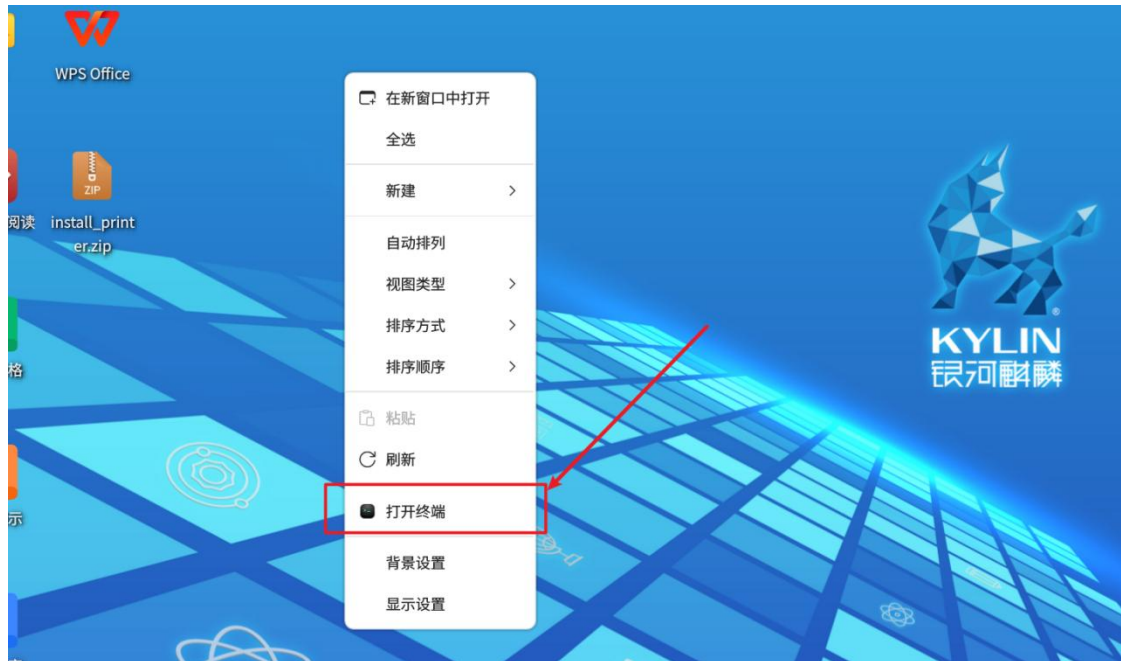 WPS Office
ZIP
阅读
install_print
er.zip
格
示
在新窗口中打开
全选
新建
自动排列
视图类型
排序方式
排序顺序
粘贴
刷新
打开终端
背景设置
显示设置
KYLIN
银河麒麟
®